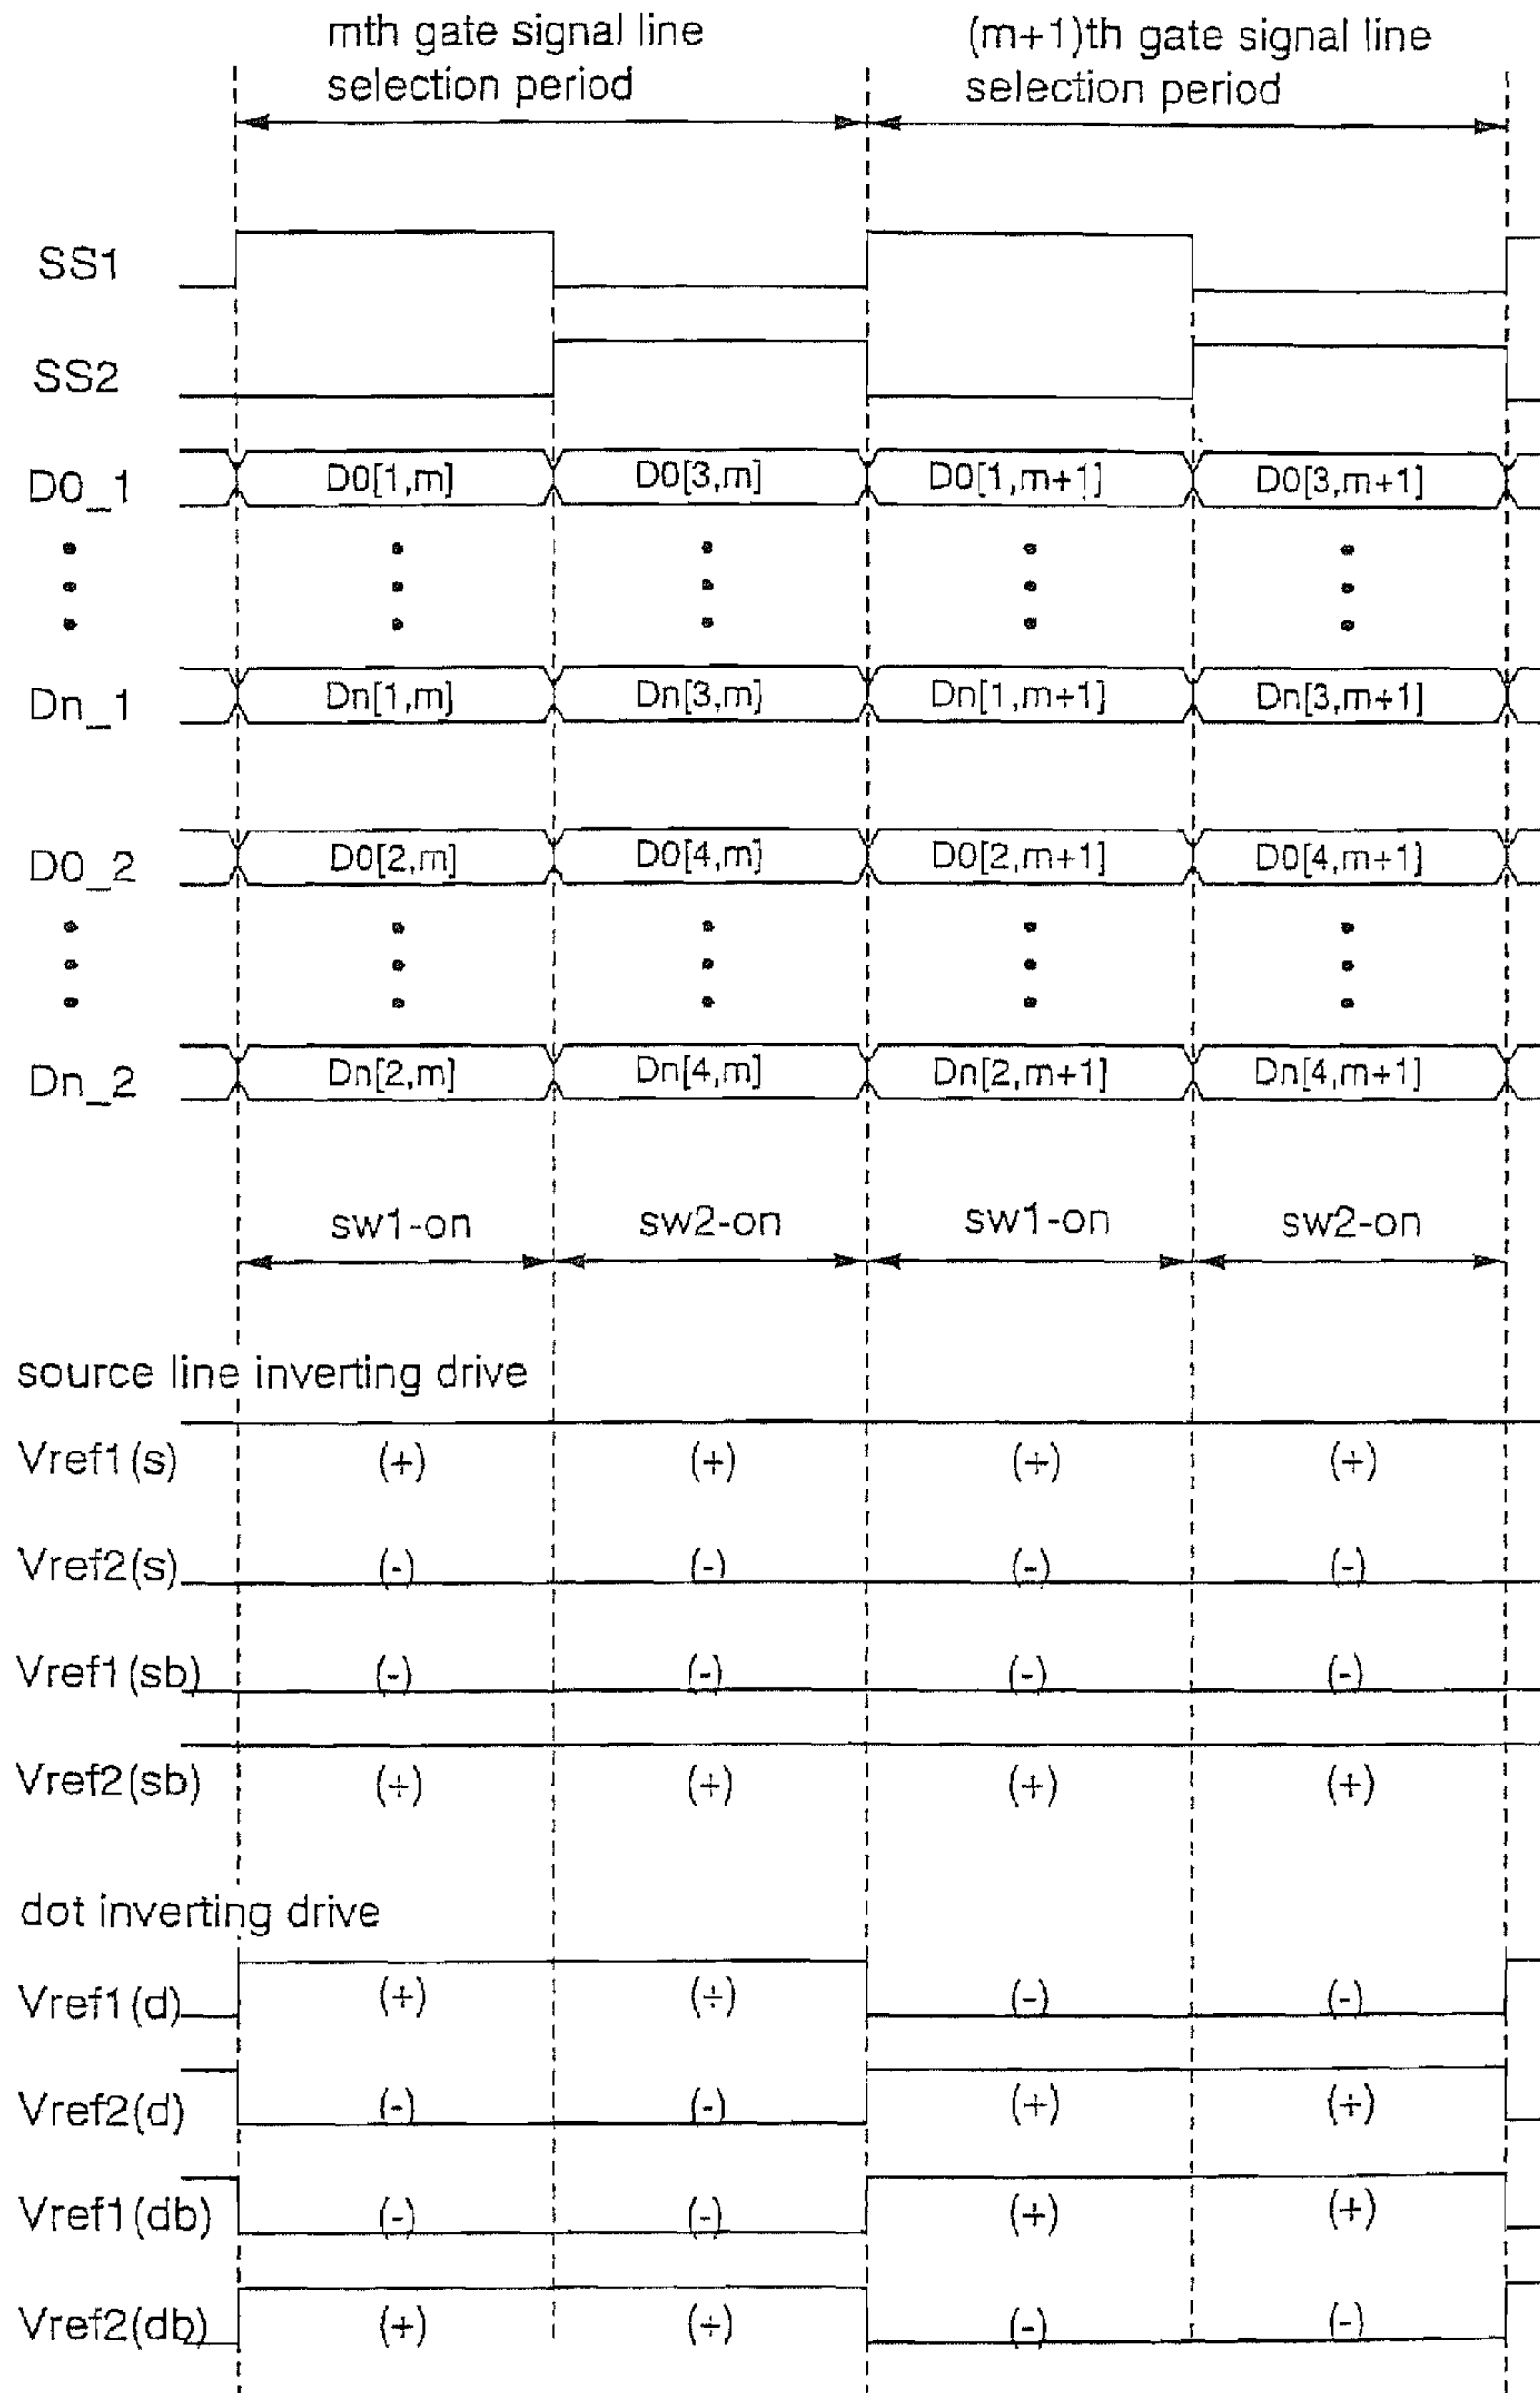 mth gate signal line
selection period
(m+1)th gate signal line
selection period
SS1
SS2
D0_1 D0[1,m] D0[3,m] D0[1,m+1] D0[3,m+1]
Dn_1 Dn[1,m] Dn[3,m] Dn[1,m+1] Dn[3,m+1]
D0_2 D0[2,m] D0[4,m] D0[2,m+1] D0[4,m+1]
Dn_2 Dn[2,m] Dn[4,m] Dn[2,m+1] Dn[4,m+1]
sw1-on sw2-on sw1-on sw2-on
source line inverting drive
Vref1(s) (+) (+) (+) (+)
Vref2(s) (-) (-) (-) (-)
Vref1(sb) (-) (-) (-) (-)
Vref2(sb) (+) (+) (+) (+)
dot inverting drive
Vref1(d) (+) (+) (-) (-)
Vref2(d) (-) (-) (+) (+)
Vref1(db) (-) (-) (+) (+)
Vref2(db) (+) (+) (-) (-)